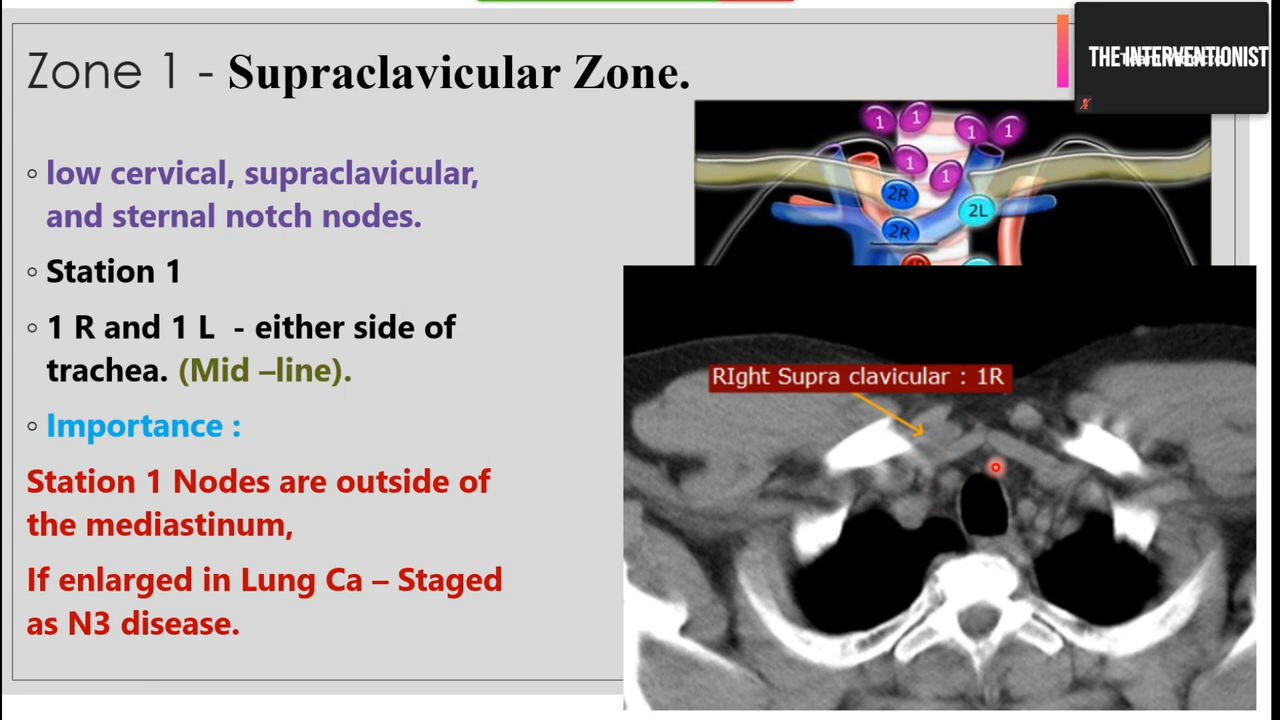 Zone 1 - Supraclavicular Zone.
THE INTERVENTIONIST
low cervical, supraclavicular,
and sternal notch nodes.
Station 1
1 R and 1 L - either side of
trachea. (Mid –line).
Importance :
Station 1 Nodes are outside of
the mediastinum,
If enlarged in Lung Ca – Staged
as N3 disease.
1 1 1 1
1 1
2R
2L
2R
RIght Supra clavicular : 1R